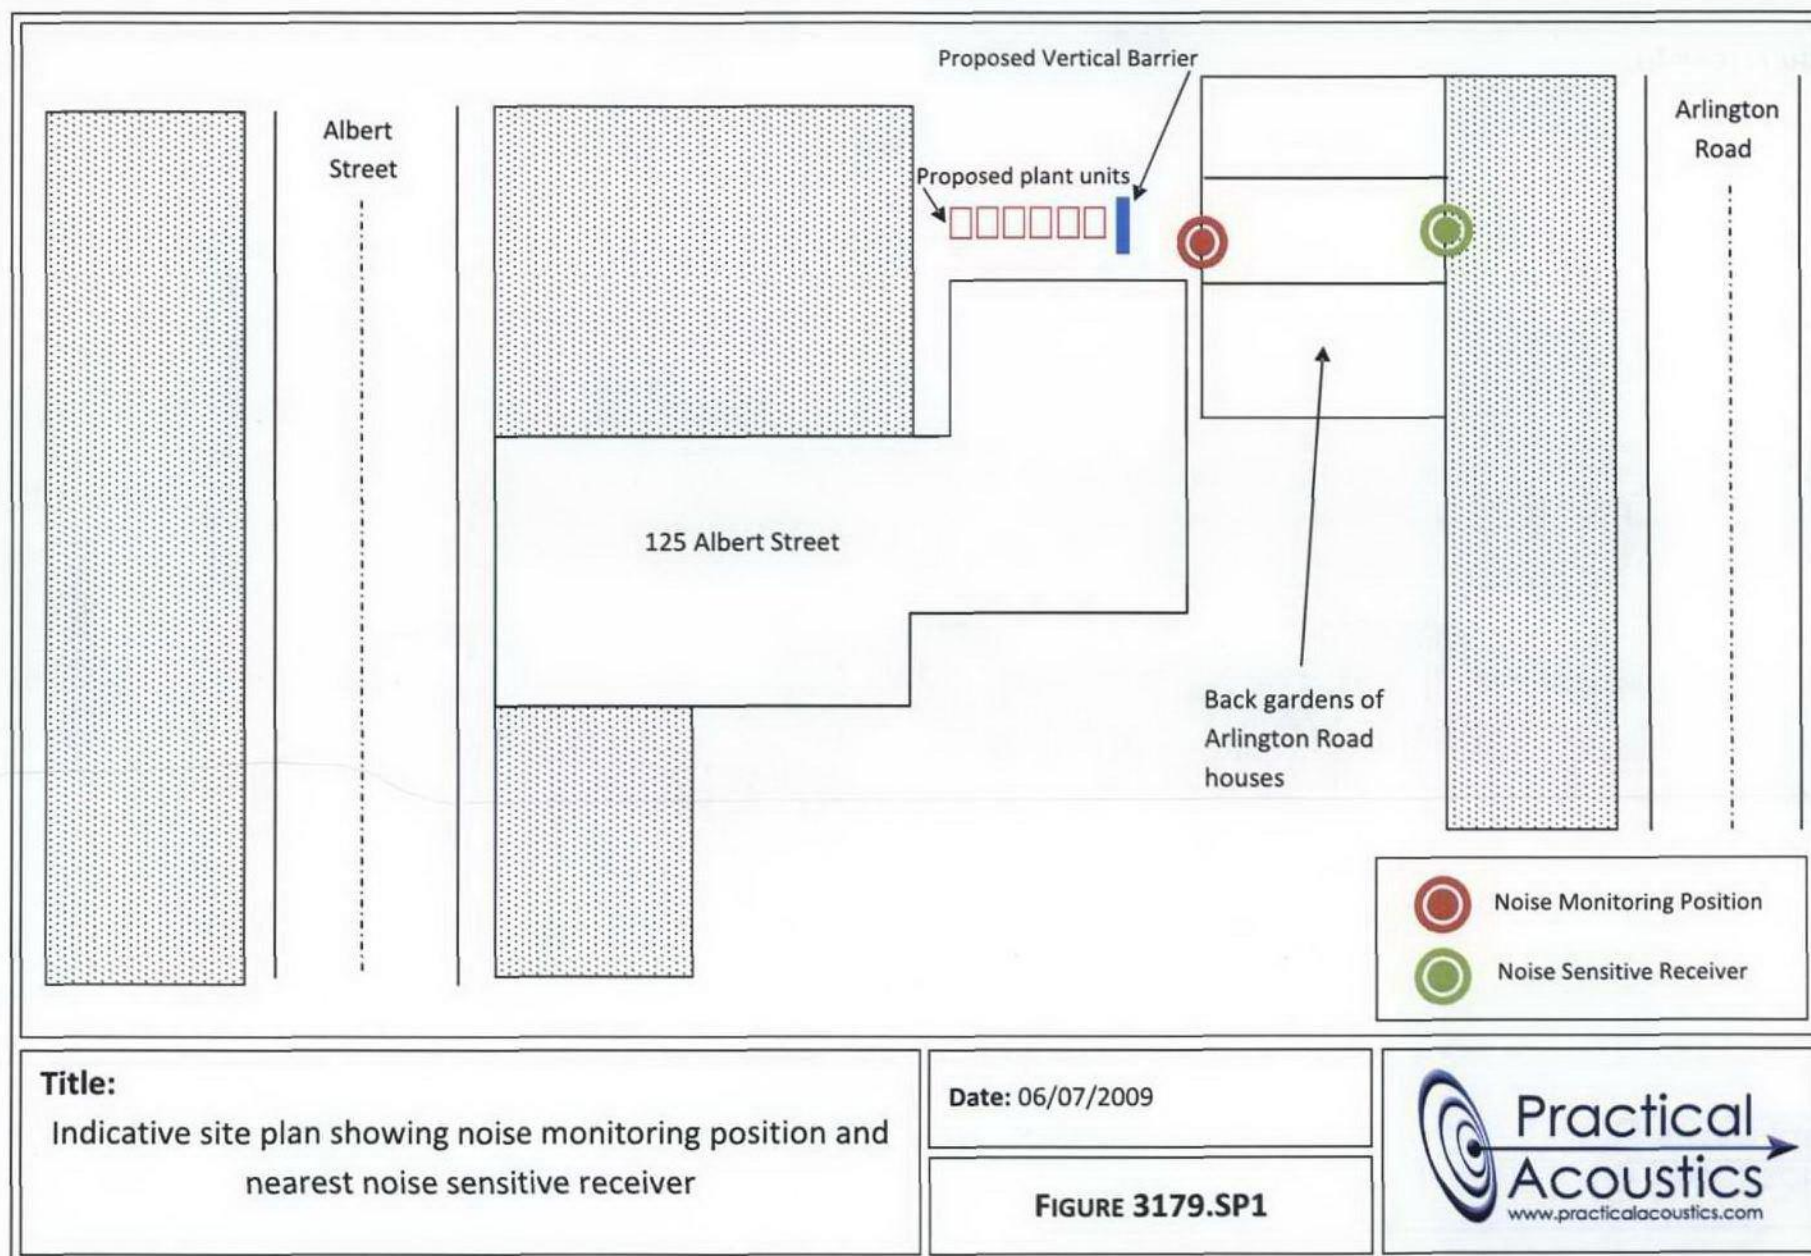 Proposed Vertical Barrier
Albert
Street
Arlington
Road
Proposed plant units
125 Albert Street
Back gardens of
Arlington Road
houses
Noise Monitoring Position
Noise Sensitive Receiver
Title:
Indicative site plan showing noise monitoring position and
nearest noise sensitive receiver
Date: 06/07/2009
FIGURE 3179.SP1
Practical
Acoustics
www.practicalacoustics.com